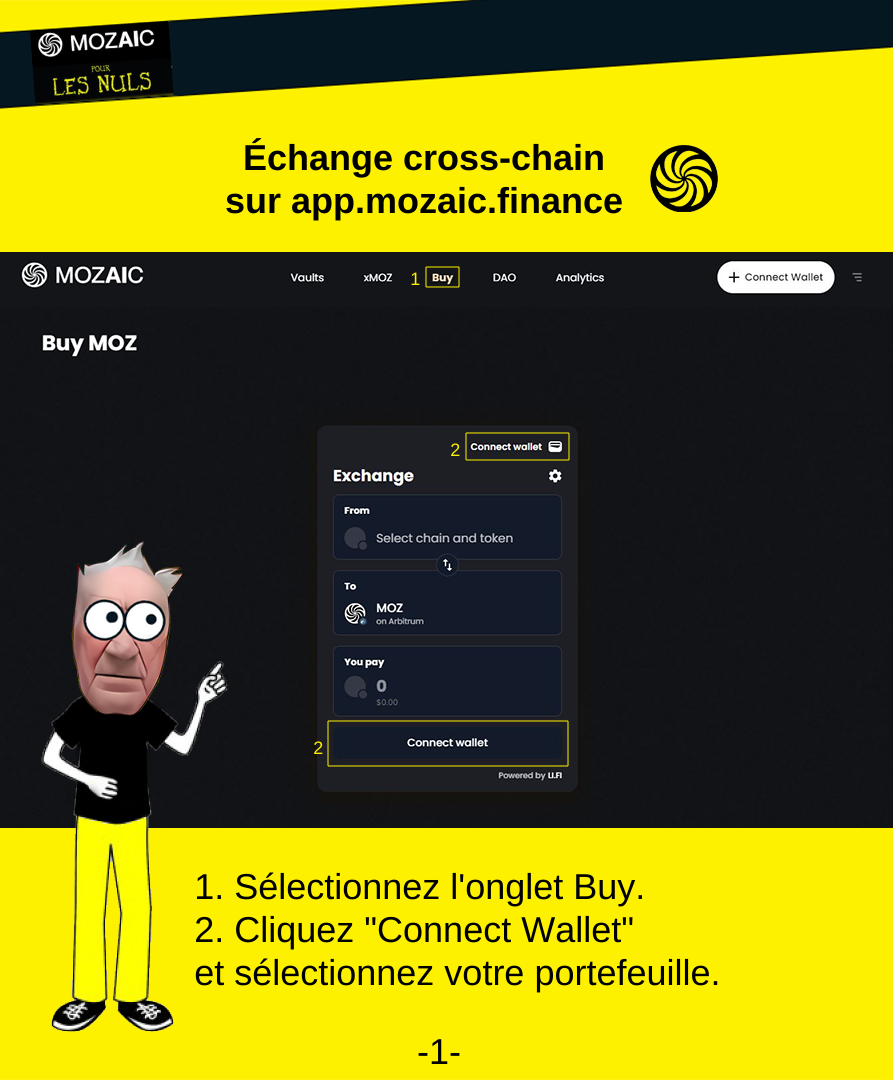 MOZAIC
POUR
LES NULS
Échange cross-chain
sur app.mozaic.finance
MOZAIC
Vaults
xMOZ
1
Buy
DAO
Analytics
+ Connect Wallet
Buy MOZ
2
Connect wallet
Exchange
From
Select chain and token
To
MOZ
on Arbitrum
You pay
0
$0.00
2
Connect wallet
Powered by LI.FI
1. Sélectionnez l'onglet Buy.
2. Cliquez "Connect Wallet"
et sélectionnez votre portefeuille.
-1-